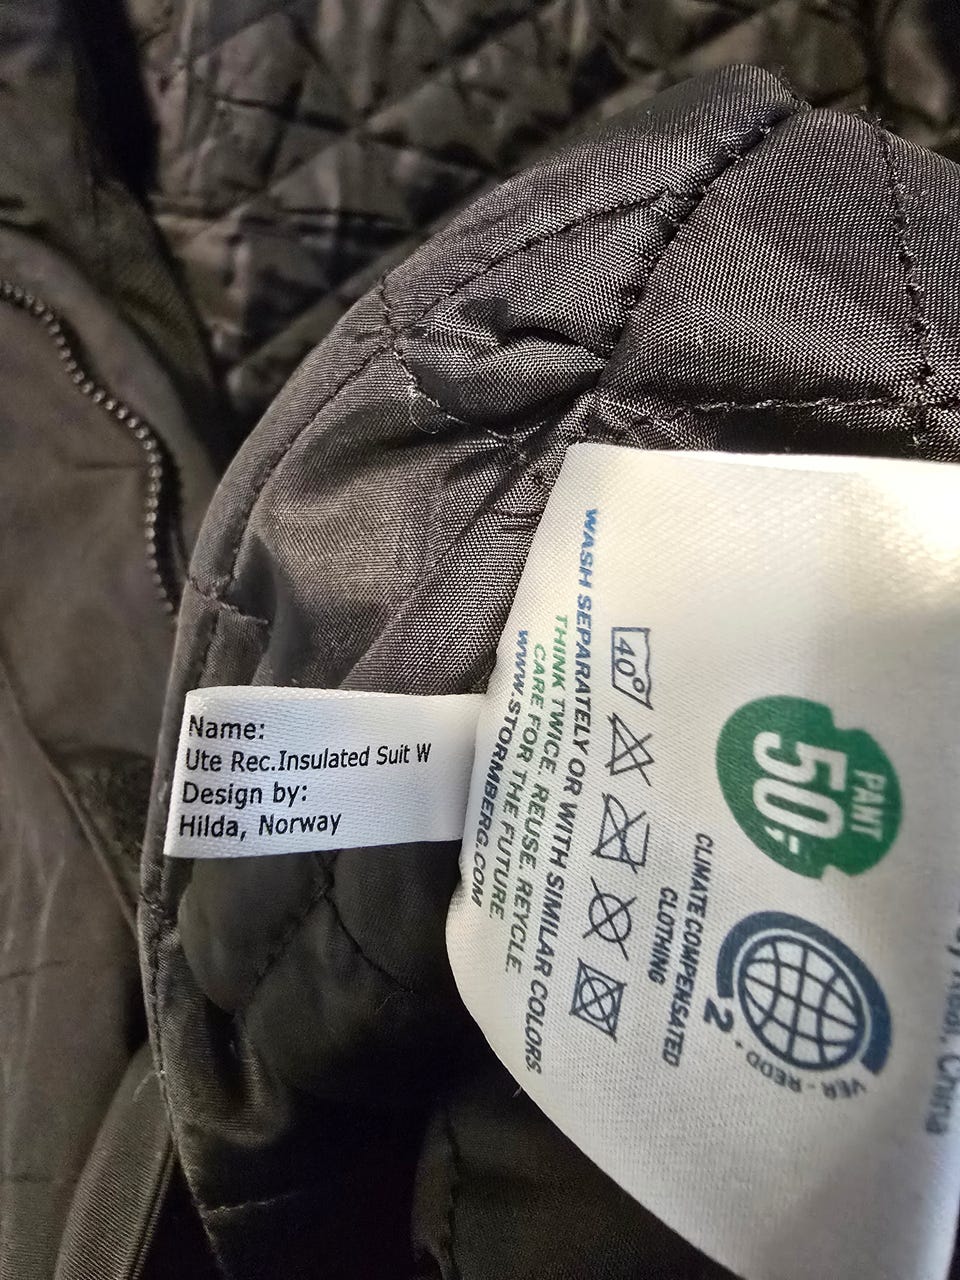 Name:
Ute Rec.Insulated Suit W
Design by:
Hilda, Norway
China
PANT
50,-
VER - REDD +
2
CLIMATE COMPENSATED
CLOTHING
40°
WASH SEPARATELY OR WITH SIMILAR COLORS.
THINK TWICE. REUSE. REYCLE.
CARE FOR THE FUTURE.
WWW.STORMBERG.COM